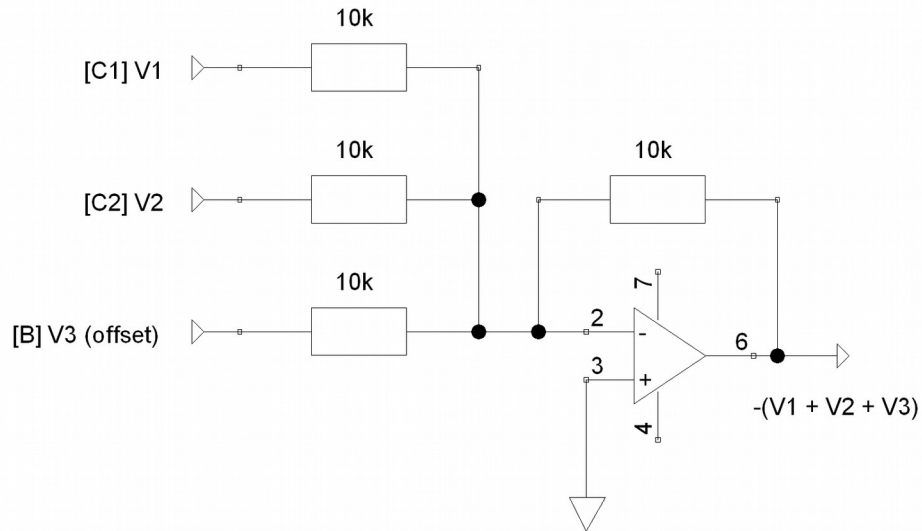 10k
[C1] V1
10k
10k
[C2] V2
10k
[B] V3 (offset)
7
2
-
6
3
+
4
-(V1 + V2 + V3)